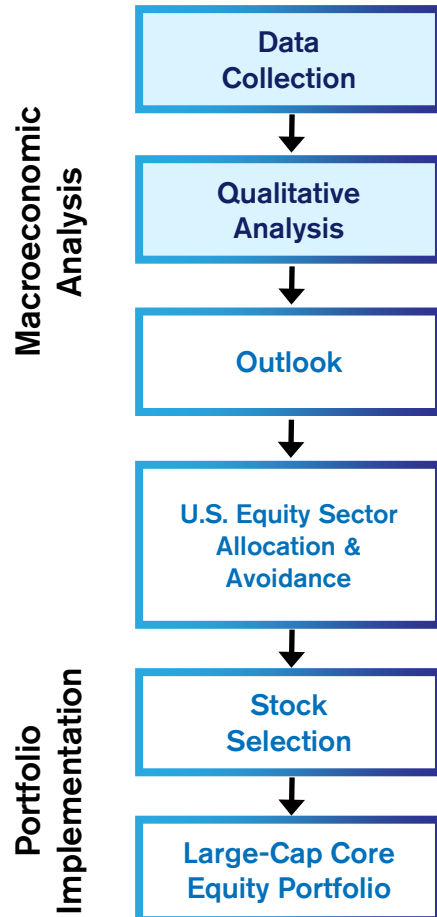 Macroeconomic
Analysis
Data
Collection
Qualitative
Analysis
Outlook
U.S. Equity Sector
Allocation &
Avoidance
Portfolio
Implementation
Stock
Selection
Large-Cap Core
Equity Portfolio